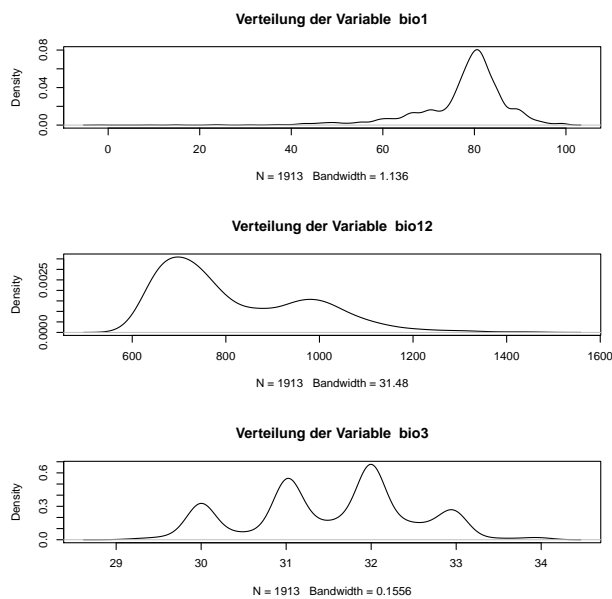 Verteilung der Variable bio1
Density
0.00 0.04 0.08
0 20 40 60 80 100
N = 1913 Bandwidth = 1.136
Verteilung der Variable bio12
Density
0.0000 0.0025
600 800 1000 1200 1400 1600
N = 1913 Bandwidth = 31.48
Verteilung der Variable bio3
Density
0.0 0.3 0.6
29 30 31 32 33 34
N = 1913 Bandwidth = 0.1556